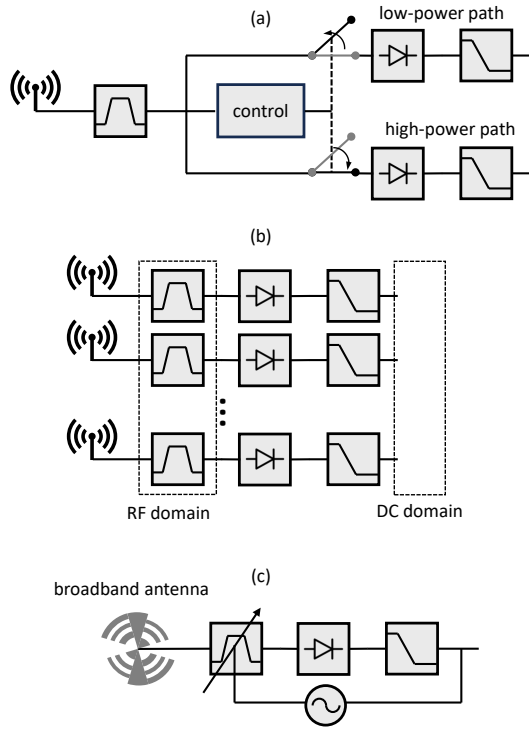 (a)
low-power path
control
high-power path
(b)
RF domain
DC domain
(c)
broadband antenna